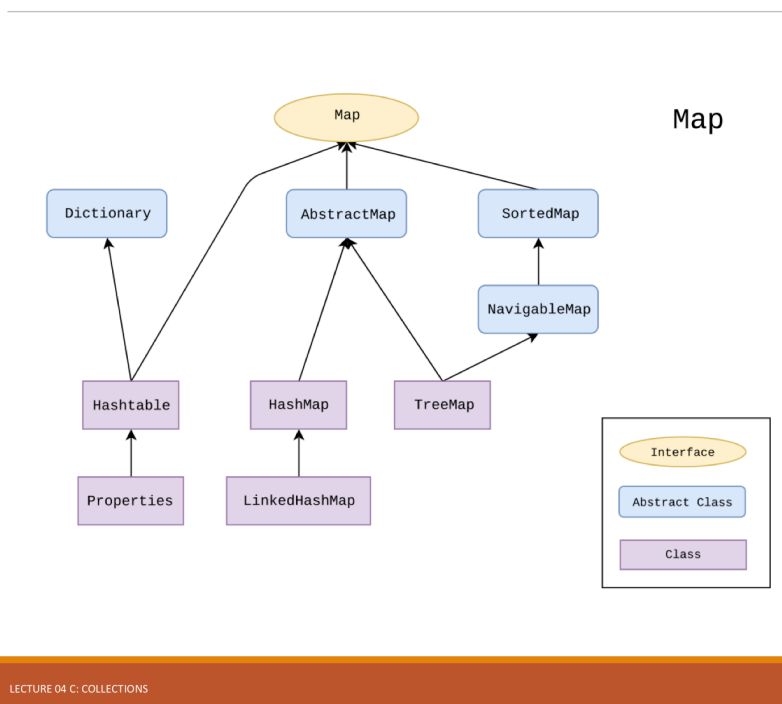 Map
Map
Dictionary
AbstractMap
SortedMap
NavigableMap
Hashtable
HashMap
TreeMap
Interface
Properties
LinkedHashMap
Abstract Class
Class
LECTURE 04 C: COLLECTIONS